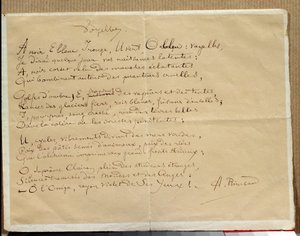 Voyelles
A noir, E blanc, I rouge, U vert, O bleu : voyelles,
Je dirai quelque jour vos naissances latentes :
A, noir corset velu des mouches éclatantes
Qui bombinent autour des puanteurs cruelles,
Golfes d'ombre ; E, des vapeurs et des tentes,
Lances des glaciers fiers, rois blancs, frissons d'ombelles ;
I, pourpres, sang craché, rire des lèvres belles
Dans la colère ou les ivresses pénitentes ;
U, cycles, vibrements divins des mers virides,
Paix des pâtis semés d'animaux, paix des rides
Que l'alchimie imprime aux grands fronts studieux ;
O, suprême Clairon plein des strideurs étranges,
Silences traversés des Mondes et des Anges :
— O l'Oméga, rayon violet de Ses Yeux !
A. Rimbaud